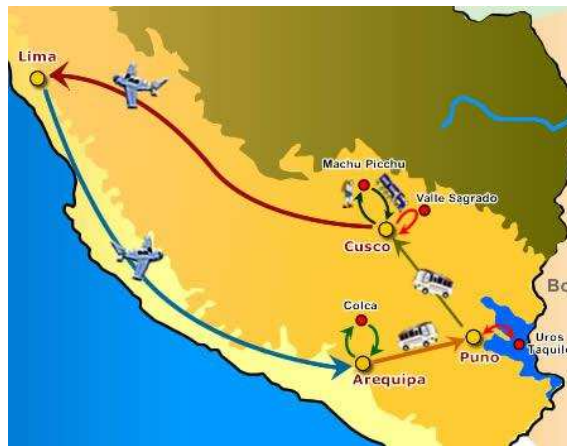 Lima
Machu Picchu
Valle Sagrado
Cusco
Bo
Colca
Uros
Taquile
Puno
Arequipa